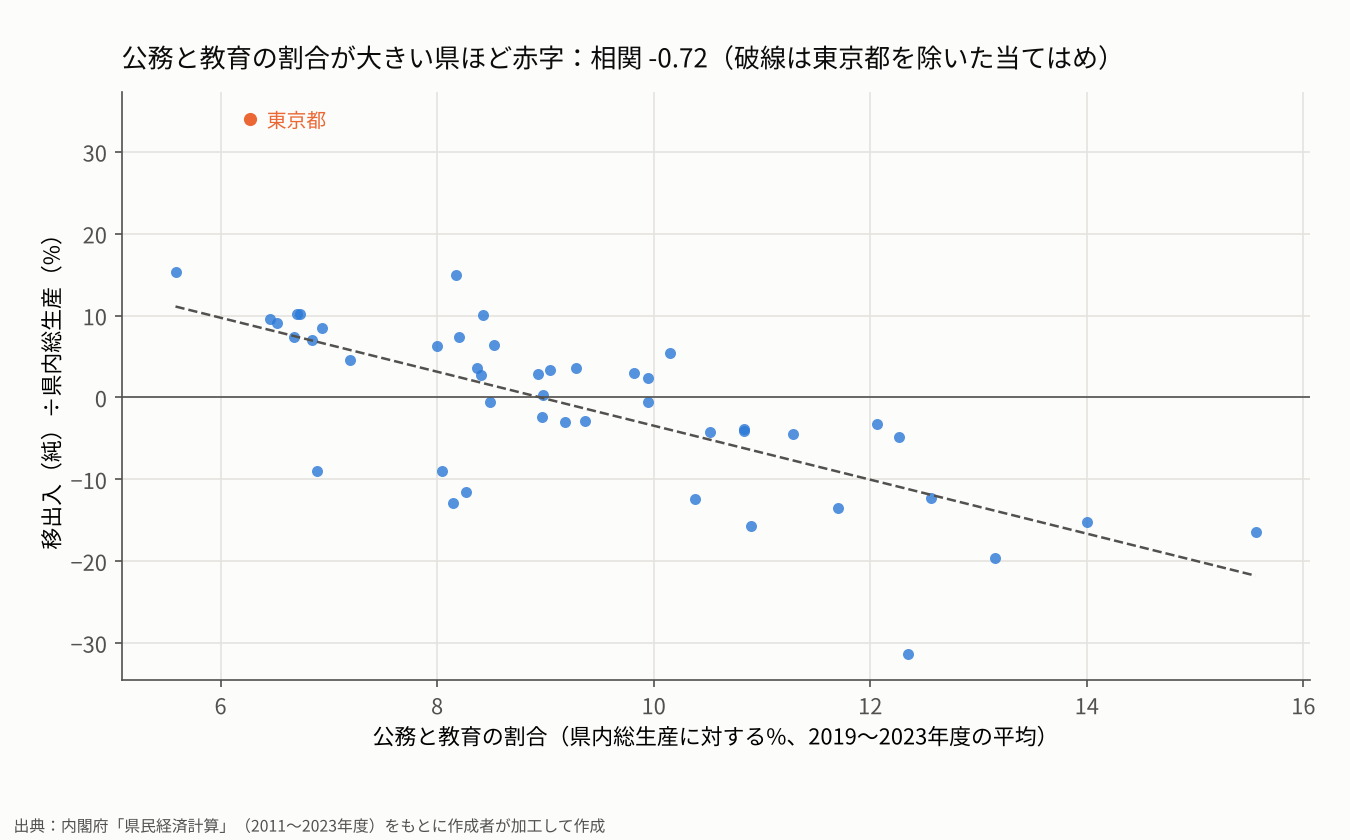 公務と教育の割合が大きい県ほど赤字：相関 -0.72（破線は東京都を除いた当てはめ）
東京都
30
20
10
0
−10
−20
−30
移出入（純）÷県内総生産（%）
6 8 10 12 14 16
公務と教育の割合（県内総生産に対する%、2019〜2023年度の平均）
出典：内閣府「県民経済計算」（2011〜2023年度）をもとに作成者が加工して作成